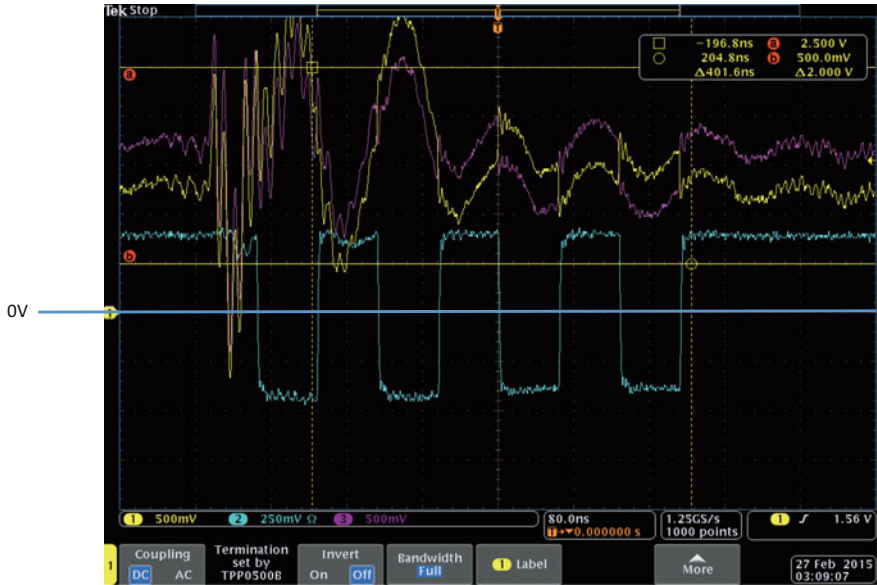 Tek Stop
T
T
a
−196.8ns a 2.500 V
204.8ns b 500.0mV
Δ401.6ns Δ2.000 V
b
0V
1
1 500mV 2 250mV Ω 3 500mV
80.0ns
T→▼0.000000 s
1.25GS/s
1000 points
1 ∫ 1.56 V
1
Coupling
DC AC
Termination
set by
TPP0500B
Invert
On Off
Bandwidth
Full
1 Label
More
27 Feb 2015
03:09:07